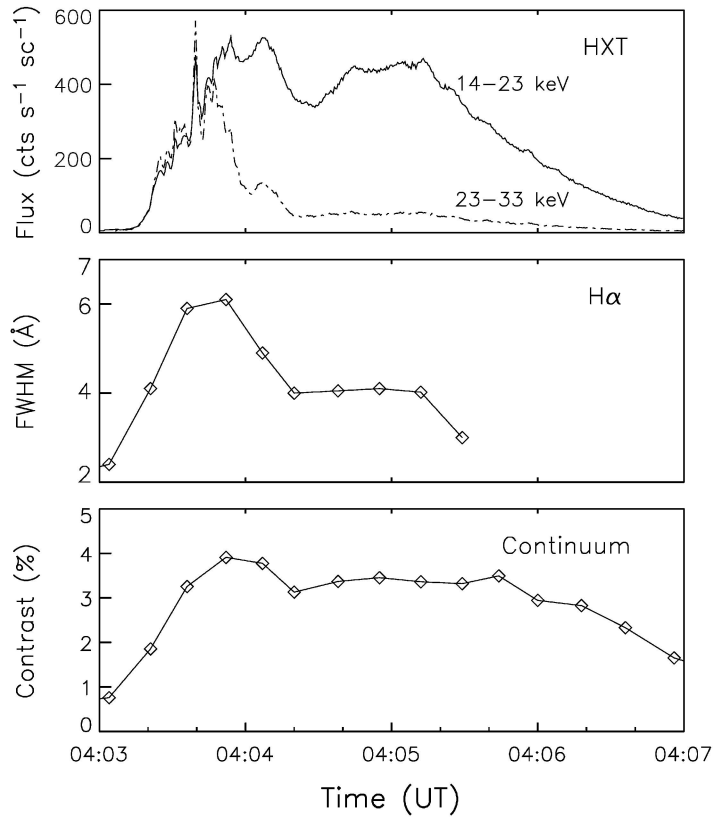 600
400
200
0
Flux (cts s⁻¹ sc⁻¹)
HXT
14−23 keV
23−33 keV
7
6
4
2
FWHM (Å)
Hα
5
4
3
2
1
0
Contrast (%)
Continuum
04:03 04:04 04:05 04:06 04:07
Time (UT)